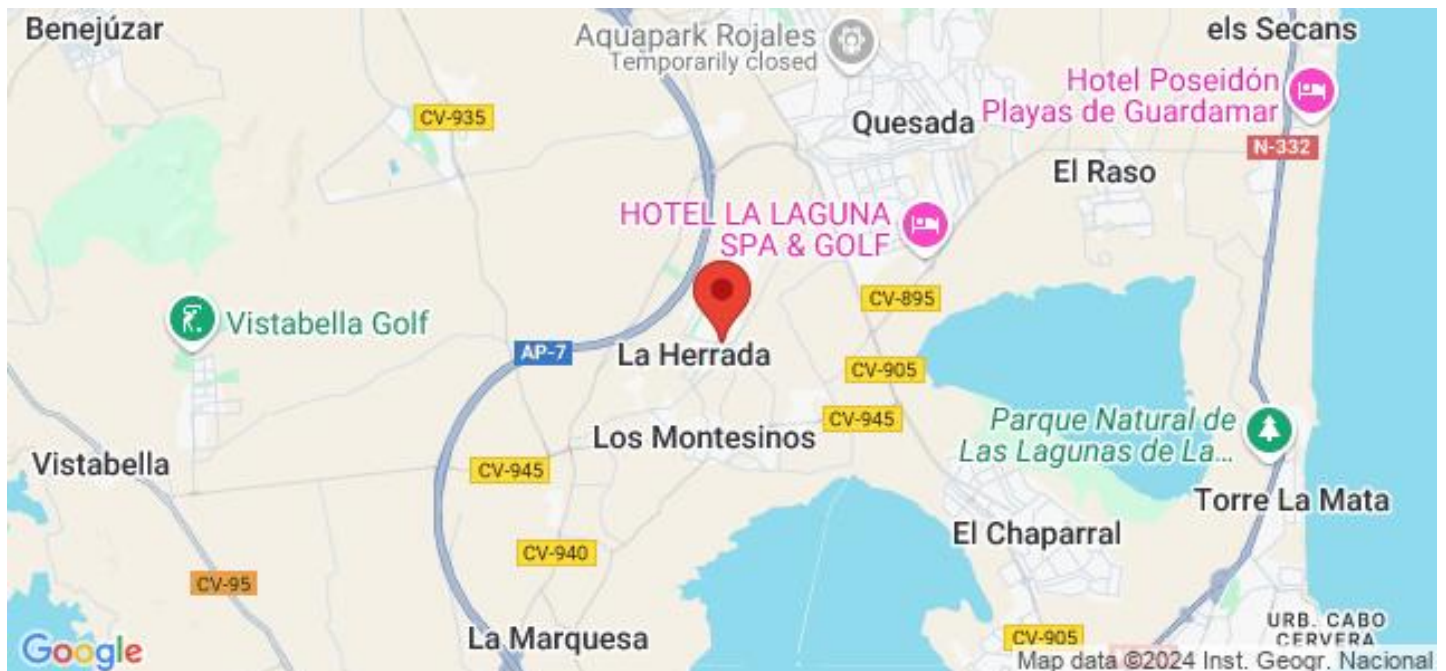 Benejúzar
Aquapark Rojales
Temporarily closed
els Secans
Hotel Poseidón
Playas de Guardamar
CV-935
Quesada
N-332
El Raso
HOTEL LA LAGUNA
SPA & GOLF
CV-895
Vistabella Golf
AP-7
La Herrada
CV-905
CV-945
Los Montesinos
Parque Natural de
Las Lagunas de La...
Vistabella
CV-945
Torre La Mata
El Chaparral
CV-940
CV-95
La Marquesa
URB. CABO
CERVERA
CV-905
Google
Map data ©2024 Inst. Geogr. Nacional